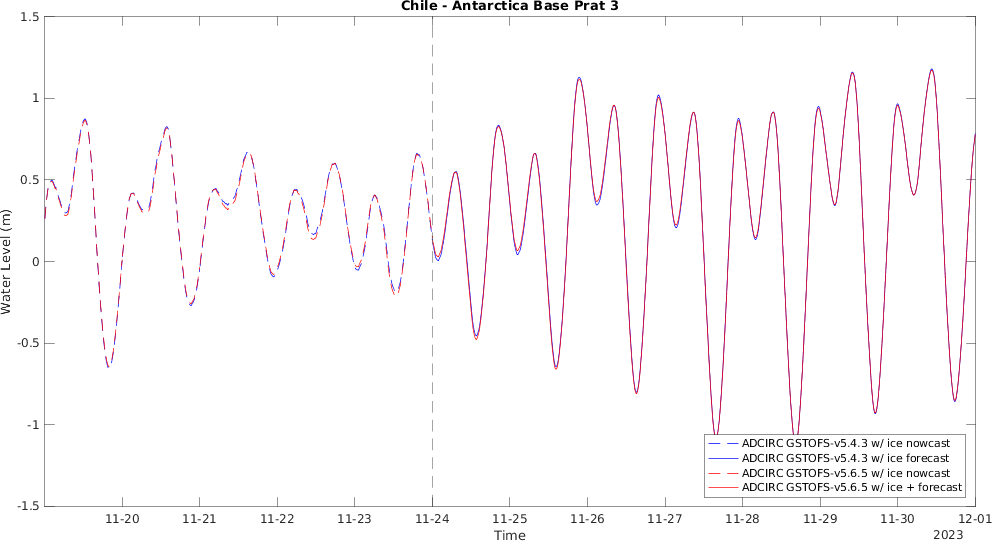 Chile - Antarctica Base Prat 3
1.5
1
0.5
0
-0.5
-1
-1.5
Water Level (m)
ADCIRC GSTOFS-v5.4.3 w/ ice nowcast
ADCIRC GSTOFS-v5.4.3 w/ ice forecast
ADCIRC GSTOFS-v5.6.5 w/ ice nowcast
ADCIRC GSTOFS-v5.6.5 w/ ice + forecast
11-20 11-21 11-22 11-23 11-24 11-25 11-26 11-27 11-28 11-29 11-30 12-01
Time
2023